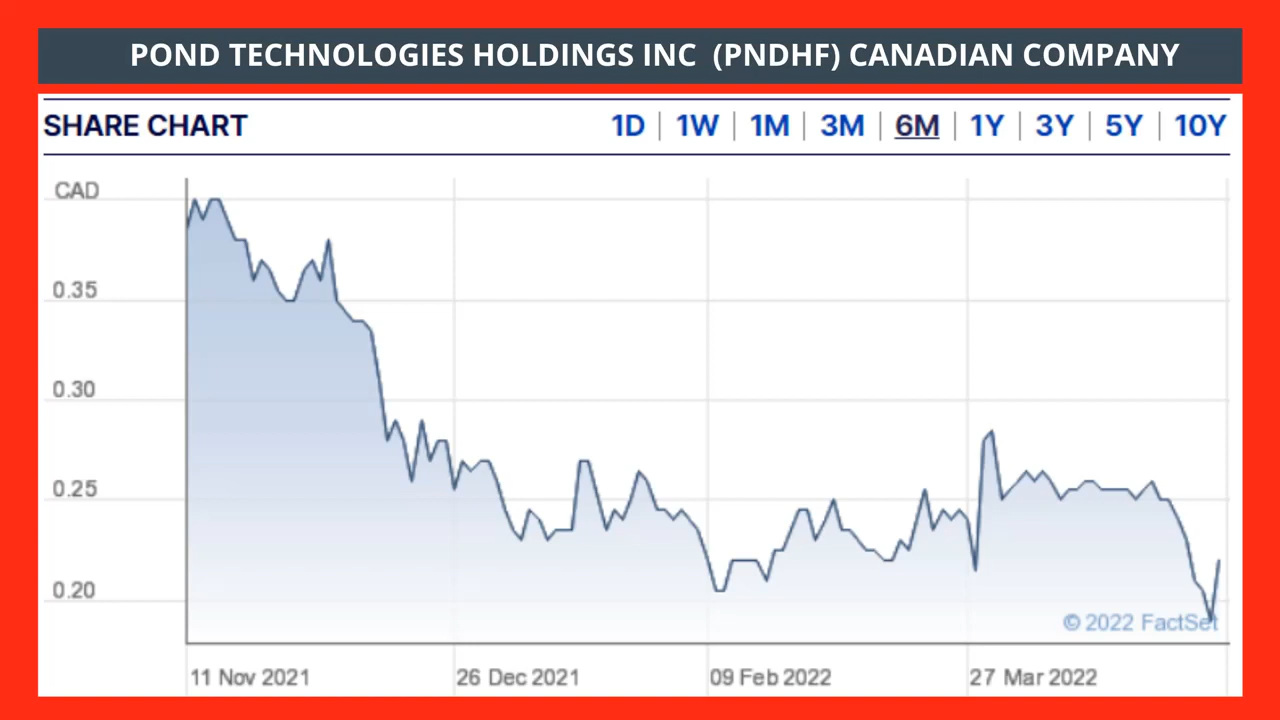 POND TECHNOLOGIES HOLDINGS INC (PNDHF) CANADIAN COMPANY
SHARE CHART 1D 1W 1M 3M 6M 1Y 3Y 5Y 10Y
CAD
0.35
0.30
0.25
0.20
© 2022 FactSet
11 Nov 2021 26 Dec 2021 09 Feb 2022 27 Mar 2022